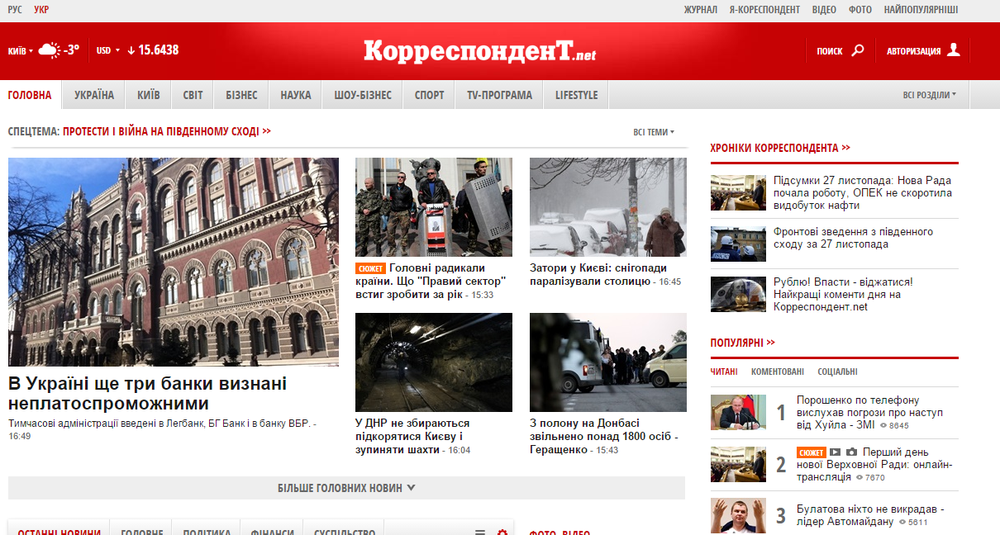 РУС УКР
ЖУРНАЛ Я-КОРЕСПОНДЕНТ ВІДЕО ФОТО НАЙПОПУЛЯРНІШІ
КИЇВ -3° USD 15.6438
КорреспонденТ.net
ПОИСК АВТОРИЗАЦИЯ
ГОЛОВНА УКРАЇНА КИЇВ СВІТ БІЗНЕС НАУКА ШОУ-БІЗНЕС СПОРТ TV-ПРОГРАМА LIFESTYLE ВСІ РОЗДІЛИ
СПЕЦТЕМА: ПРОТЕСТИ І ВІЙНА НА ПІВДЕННОМУ СХОДІ >>
ВСІ ТЕМИ
В Україні ще три банки визнані
неплатоспроможними
Тимчасові адміністрації введені в Легбанк, БГ Банк і в банку ВБР. -
16:49
СЮЖЕТ Головні радикали
країни. Що "Правий сектор"
встиг зробити за рік - 15:33
Затори у Києві: снігопади
паралізували столицю - 16:45
У ДНР не збираються
підкорятися Києву і
зупиняти шахти - 16:04
З полону на Донбасі
звільнено понад 1800 осіб -
Геращенко - 15:43
БІЛЬШЕ ГОЛОВНИХ НОВИН
ОСТАННІ НОВИНИ ГОЛОВНЕ ПОЛІТИКА ФІНАНСИ СУСПІЛЬСТВО
ФОТО, ВІДЕО
ХРОНІКИ КОРРЕСПОНДЕНТА >>
Підсумки 27 листопада: Нова Рада
почала роботу, ОПЕК не скоротила
видобуток нафти
Фронтові зведення з південного
сходу за 27 листопада
Рублю! Впасти - віджатися!
Найкращі коменти дня на
Корреспондент.net
ПОПУЛЯРНІ >>
ЧИТАНІ КОМЕНТОВАНІ СОЦІАЛЬНІ
1
Порошенко по телефону
вислухав погрози про наступ
від Хуйла - ЗМІ 8645
2
СЮЖЕТ Перший день
нової Верховної Ради: онлайн-
трансляція 7670
3
Булатова ніхто не викрадав -
лідер Автомайдану 5611